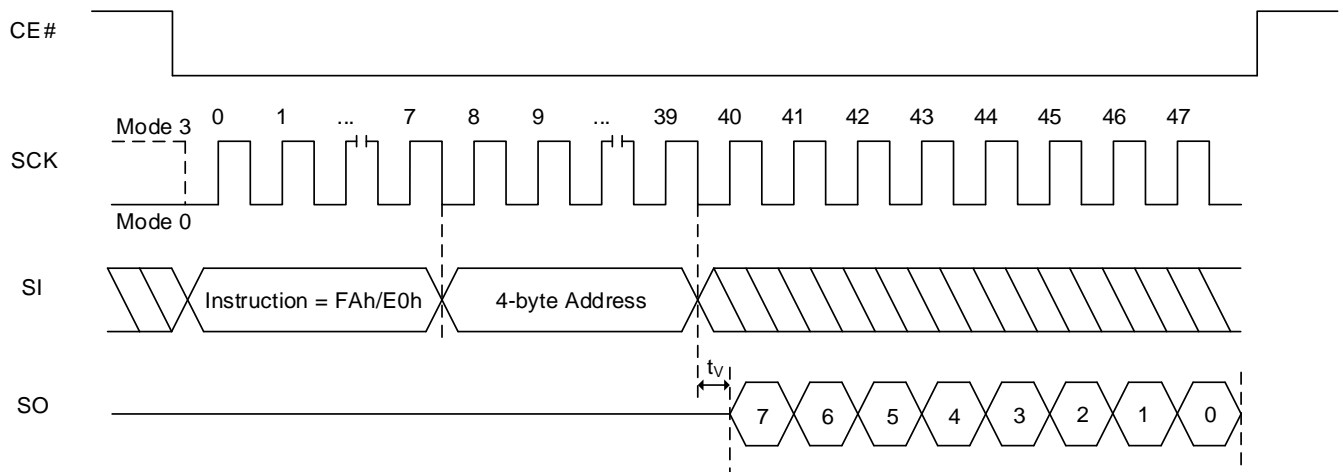 CE#
0 1 ... 7 8 9 ... 39 40 41 42 43 44 45 46 47
Mode 3
SCK
Mode 0
SI
Instruction = FAh/E0h 4-byte Address
tV
SO
7 6 5 4 3 2 1 0